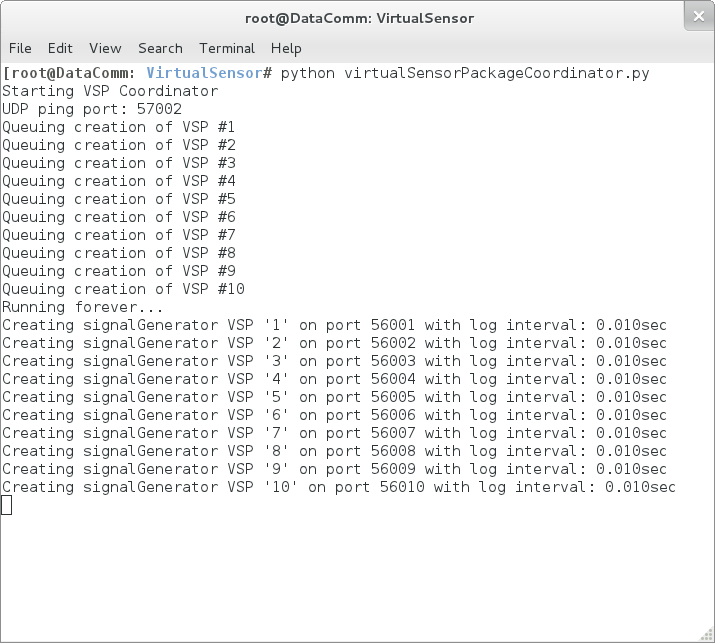 root@DataComm: VirtualSensor
File Edit View Search Terminal Help
[root@DataComm: VirtualSensor# python virtualSensorPackageCoordinator.py
Starting VSP Coordinator
UDP ping port: 57002
Queuing creation of VSP #1
Queuing creation of VSP #2
Queuing creation of VSP #3
Queuing creation of VSP #4
Queuing creation of VSP #5
Queuing creation of VSP #6
Queuing creation of VSP #7
Queuing creation of VSP #8
Queuing creation of VSP #9
Queuing creation of VSP #10
Running forever...
Creating signalGenerator VSP '1' on port 56001 with log interval: 0.010sec
Creating signalGenerator VSP '2' on port 56002 with log interval: 0.010sec
Creating signalGenerator VSP '3' on port 56003 with log interval: 0.010sec
Creating signalGenerator VSP '4' on port 56004 with log interval: 0.010sec
Creating signalGenerator VSP '5' on port 56005 with log interval: 0.010sec
Creating signalGenerator VSP '6' on port 56006 with log interval: 0.010sec
Creating signalGenerator VSP '7' on port 56007 with log interval: 0.010sec
Creating signalGenerator VSP '8' on port 56008 with log interval: 0.010sec
Creating signalGenerator VSP '9' on port 56009 with log interval: 0.010sec
Creating signalGenerator VSP '10' on port 56010 with log interval: 0.010sec